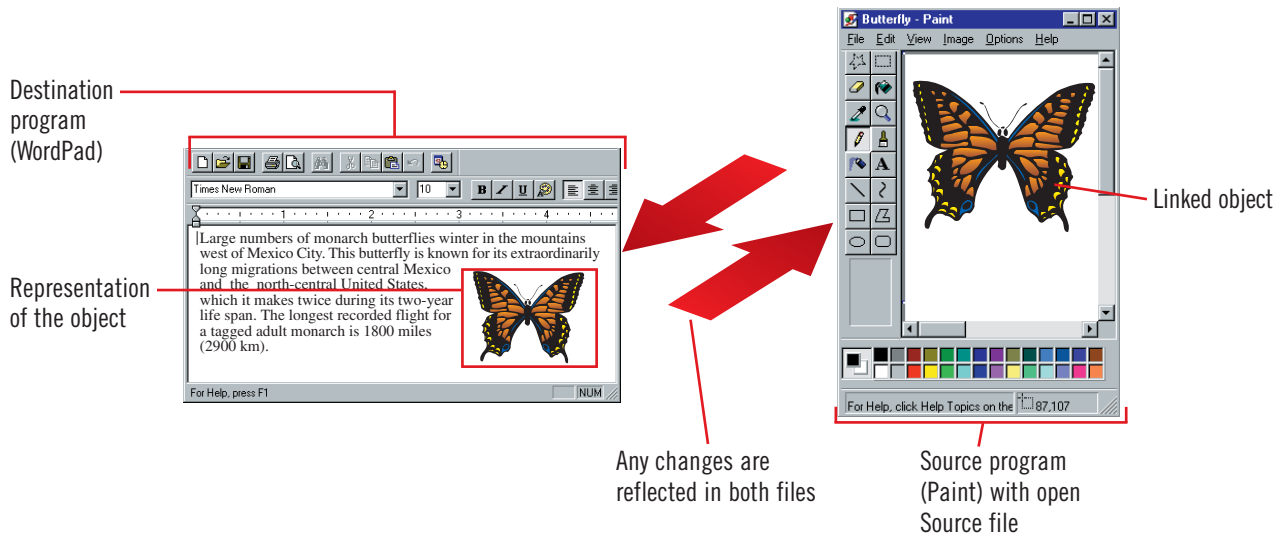 Butterfly - Paint
File Edit View Image Options Help
Destination
program
(WordPad)
Times New Roman
10
B I U
1 2 3 4
Large numbers of monarch butterflies winter in the mountains
west of Mexico City. This butterfly is known for its extraordinarily
long migrations between central Mexico
and the north-central United States,
which it makes twice during its two-year
life span. The longest recorded flight for
a tagged adult monarch is 1800 miles
(2900 km).
For Help, press F1
NUM
Representation
of the object
A
Linked object
For Help, click Help Topics on the
87,107
Any changes are
reflected in both files
Source program
(Paint) with open
Source file